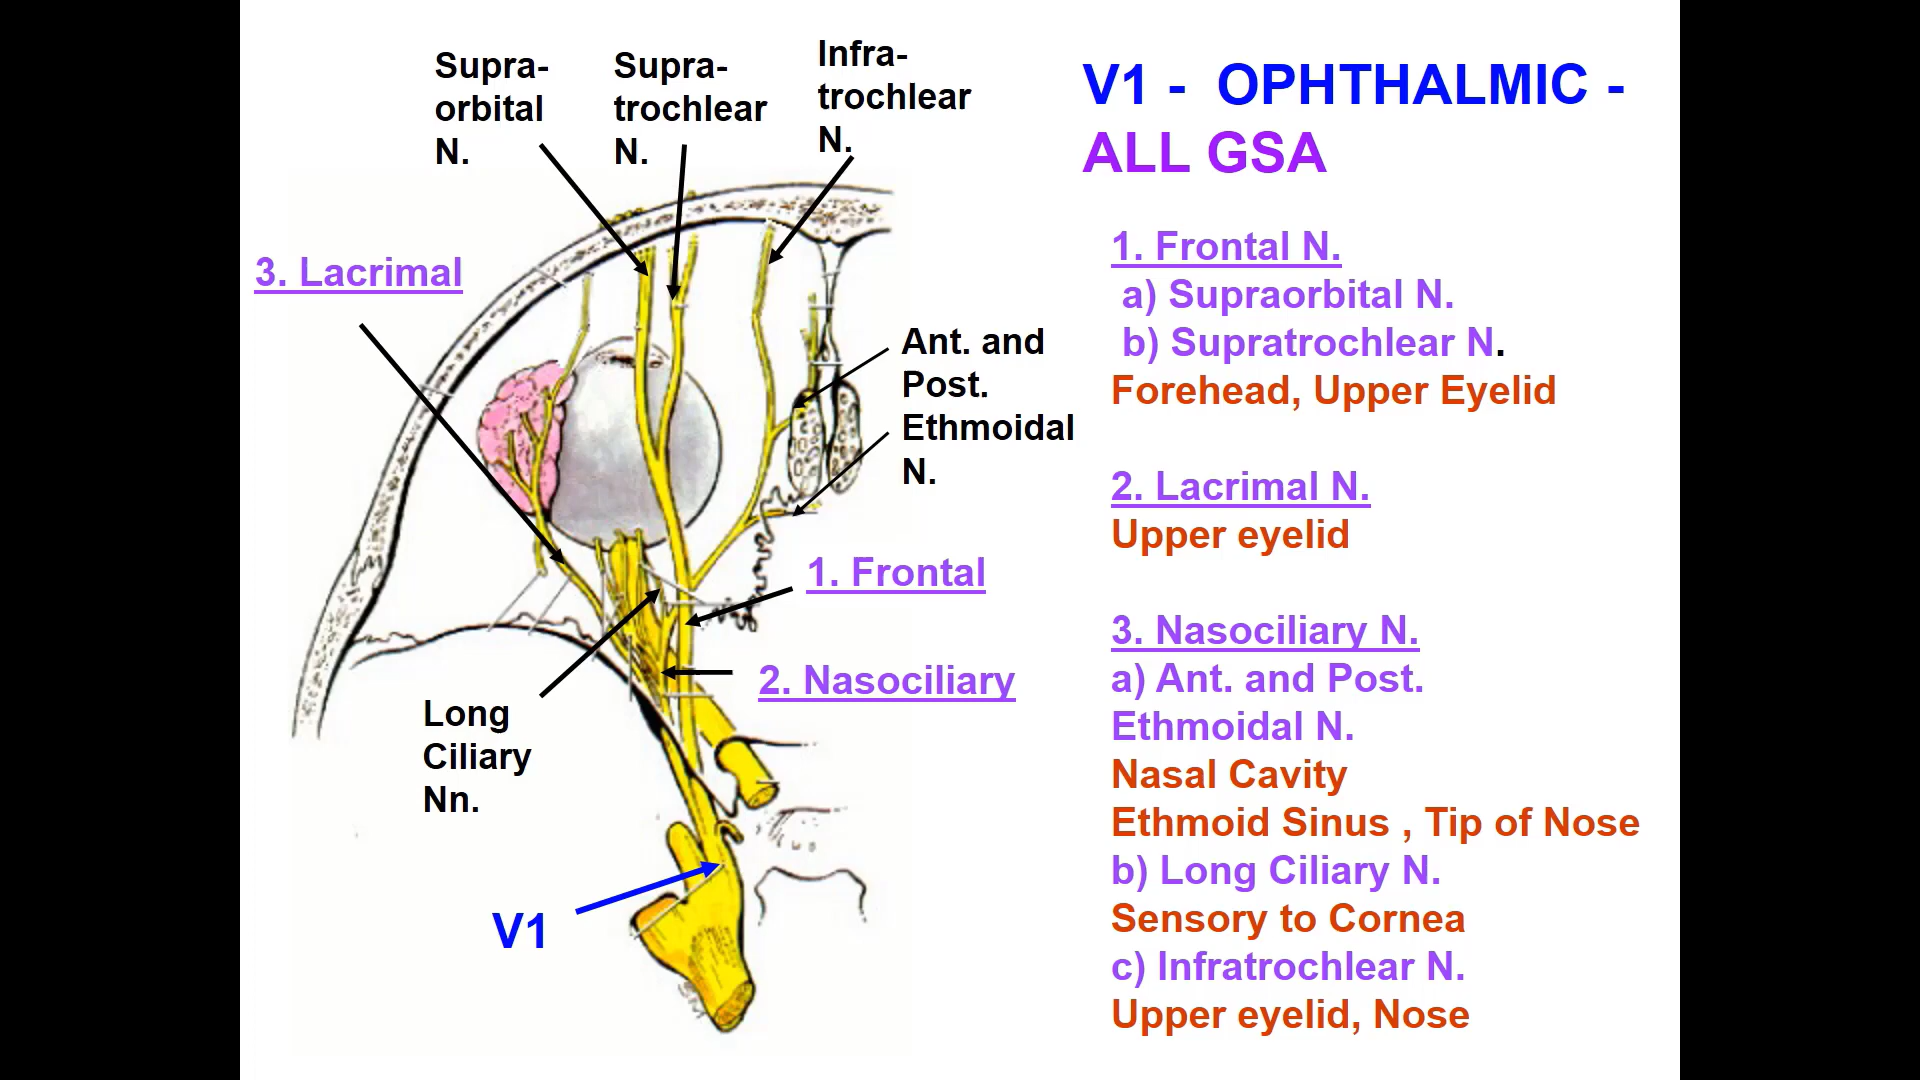 Supra-
orbital
N.
Supra-
trochlear
N.
Infra-
trochlear
N.
3. Lacrimal
Ant. and
Post.
Ethmoidal
N.
1. Frontal
2. Nasociliary
Long
Ciliary
Nn.
V1
V1 - OPHTHALMIC -
ALL GSA
1. Frontal N.
a) Supraorbital N.
b) Supratrochlear N.
Forehead, Upper Eyelid
2. Lacrimal N.
Upper eyelid
3. Nasociliary N.
a) Ant. and Post.
Ethmoidal N.
Nasal Cavity
Ethmoid Sinus , Tip of Nose
b) Long Ciliary N.
Sensory to Cornea
c) Infratrochlear N.
Upper eyelid, Nose